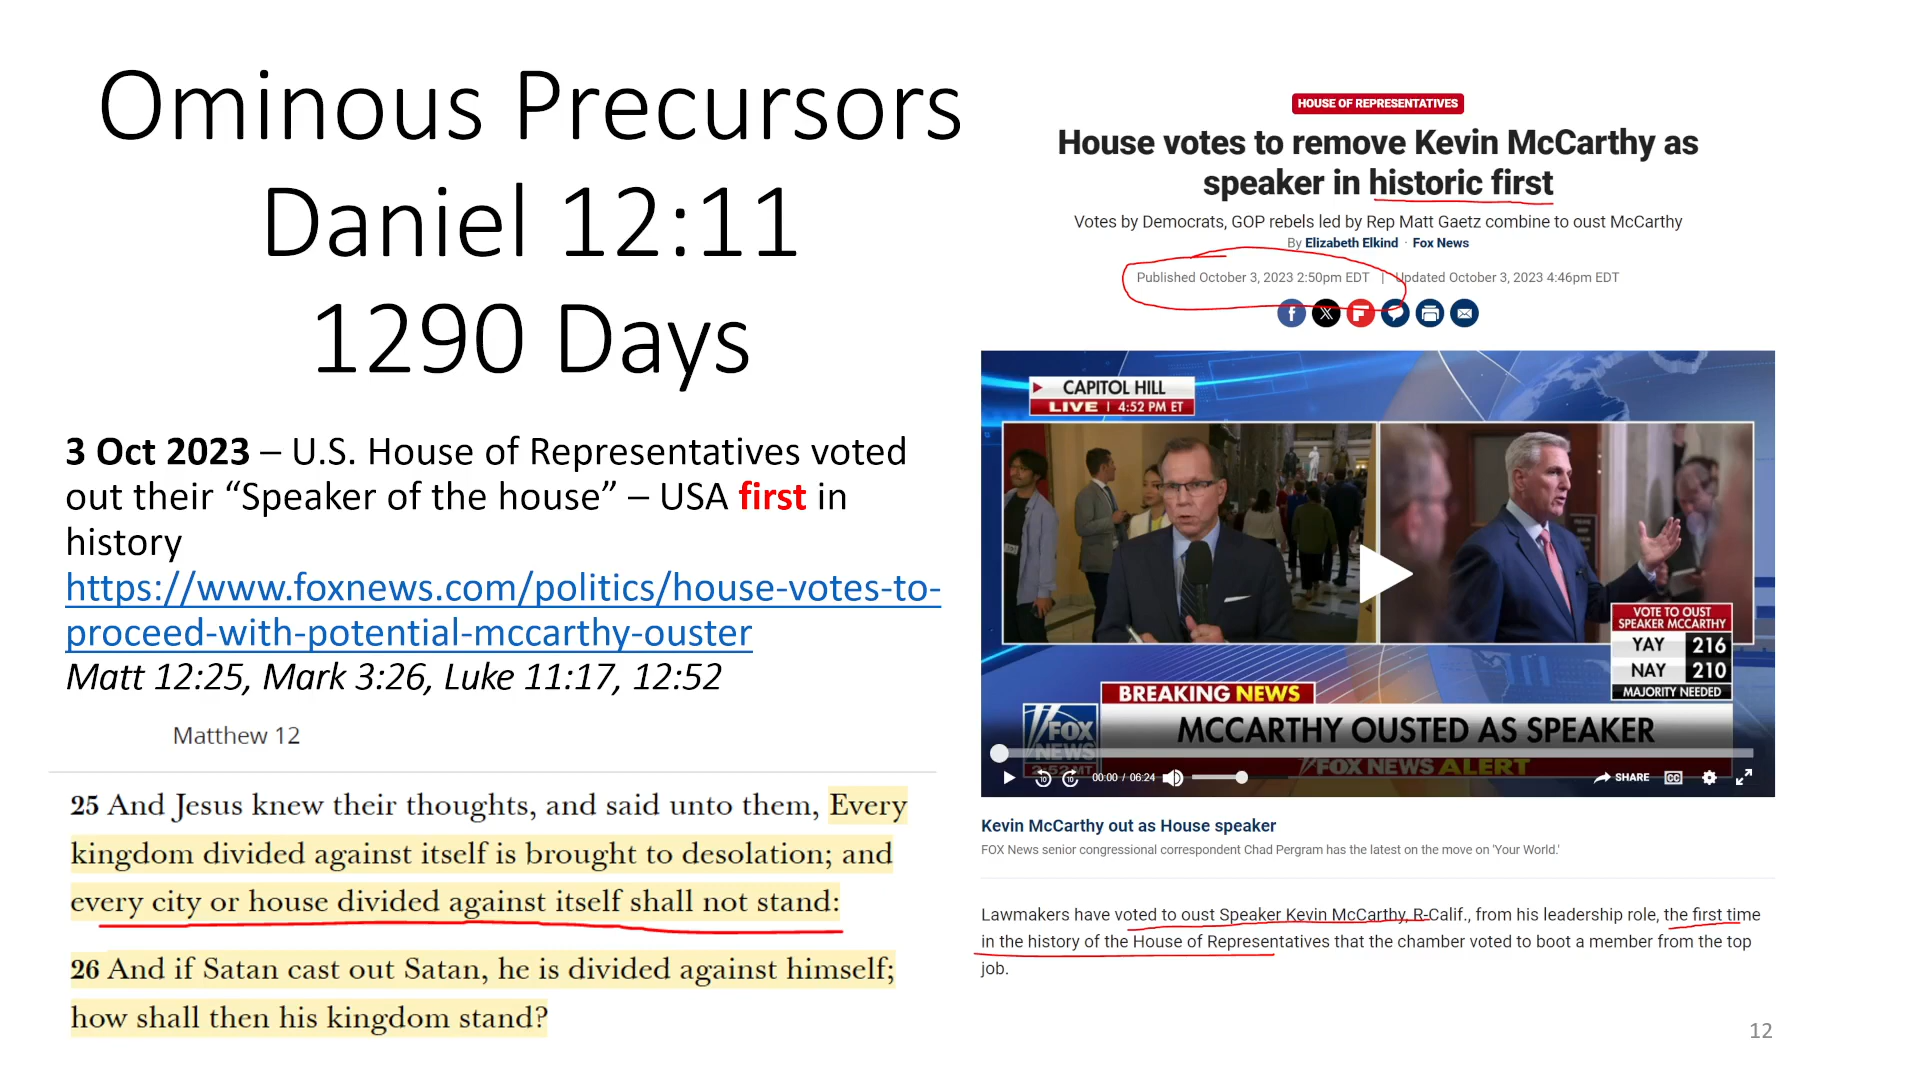 Ominous Precursors
Daniel 12:11
1290 Days
3 Oct 2023 – U.S. House of Representatives voted
out their “Speaker of the house” – USA first in
history
https://www.foxnews.com/politics/house-votes-to-
proceed-with-potential-mccarthy-ouster
Matt 12:25, Mark 3:26, Luke 11:17, 12:52
Matthew 12
25 And Jesus knew their thoughts, and said unto them, Every
kingdom divided against itself is brought to desolation; and
every city or house divided against itself shall not stand:
26 And if Satan cast out Satan, he is divided against himself;
how shall then his kingdom stand?
HOUSE OF REPRESENTATIVES
House votes to remove Kevin McCarthy as
speaker in historic first
Votes by Democrats, GOP rebels led by Rep Matt Gaetz combine to oust McCarthy
By Elizabeth Elkind · Fox News
Published October 3, 2023 2:50pm EDT | Updated October 3, 2023 4:46pm EDT
CAPITOL HILL
LIVE | 4:52 PM ET
VOTE TO OUST
SPEAKER MCCARTHY
YAY 216
NAY 210
MAJORITY NEEDED
BREAKING NEWS
FOX
NEWS
MCCARTHY OUSTED AS SPEAKER
2:52 MT
FOX NEWS ALERT
10 10 00:00 / 06:24 SHARE CC
Kevin McCarthy out as House speaker
FOX News senior congressional correspondent Chad Pergram has the latest on the move on 'Your World.'
Lawmakers have voted to oust Speaker Kevin McCarthy, R-Calif., from his leadership role, the first time
in the history of the House of Representatives that the chamber voted to boot a member from the top
job.
12